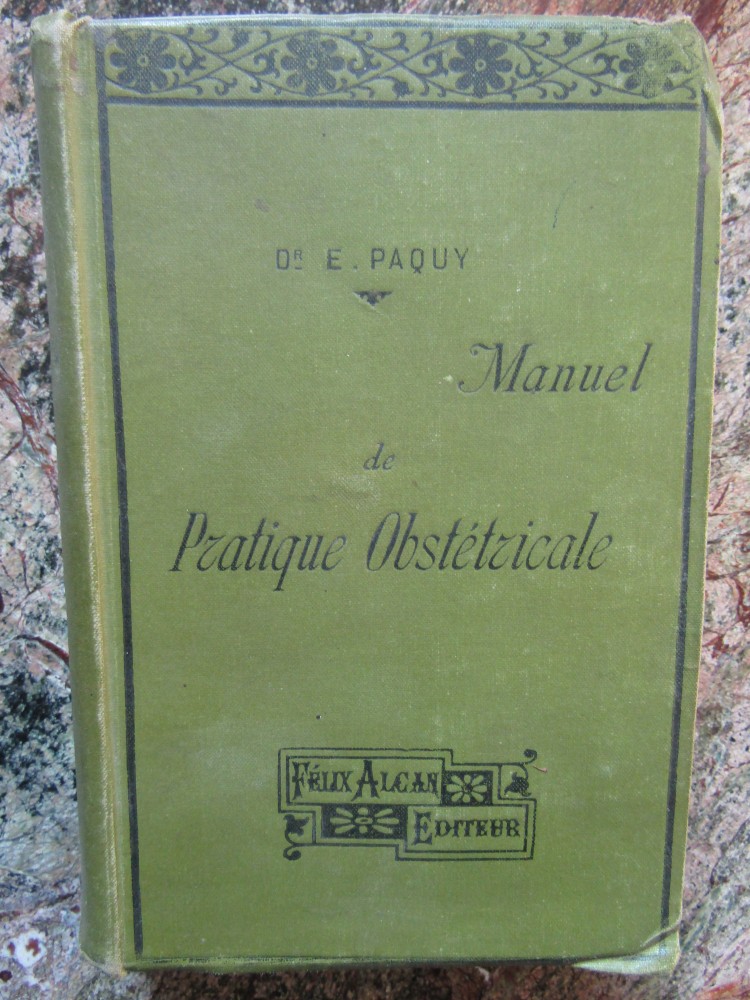 DR E. PAQUY
Manuel
de
Pratique Obstétricale
FÉLIX ALCAN
EDITEUR